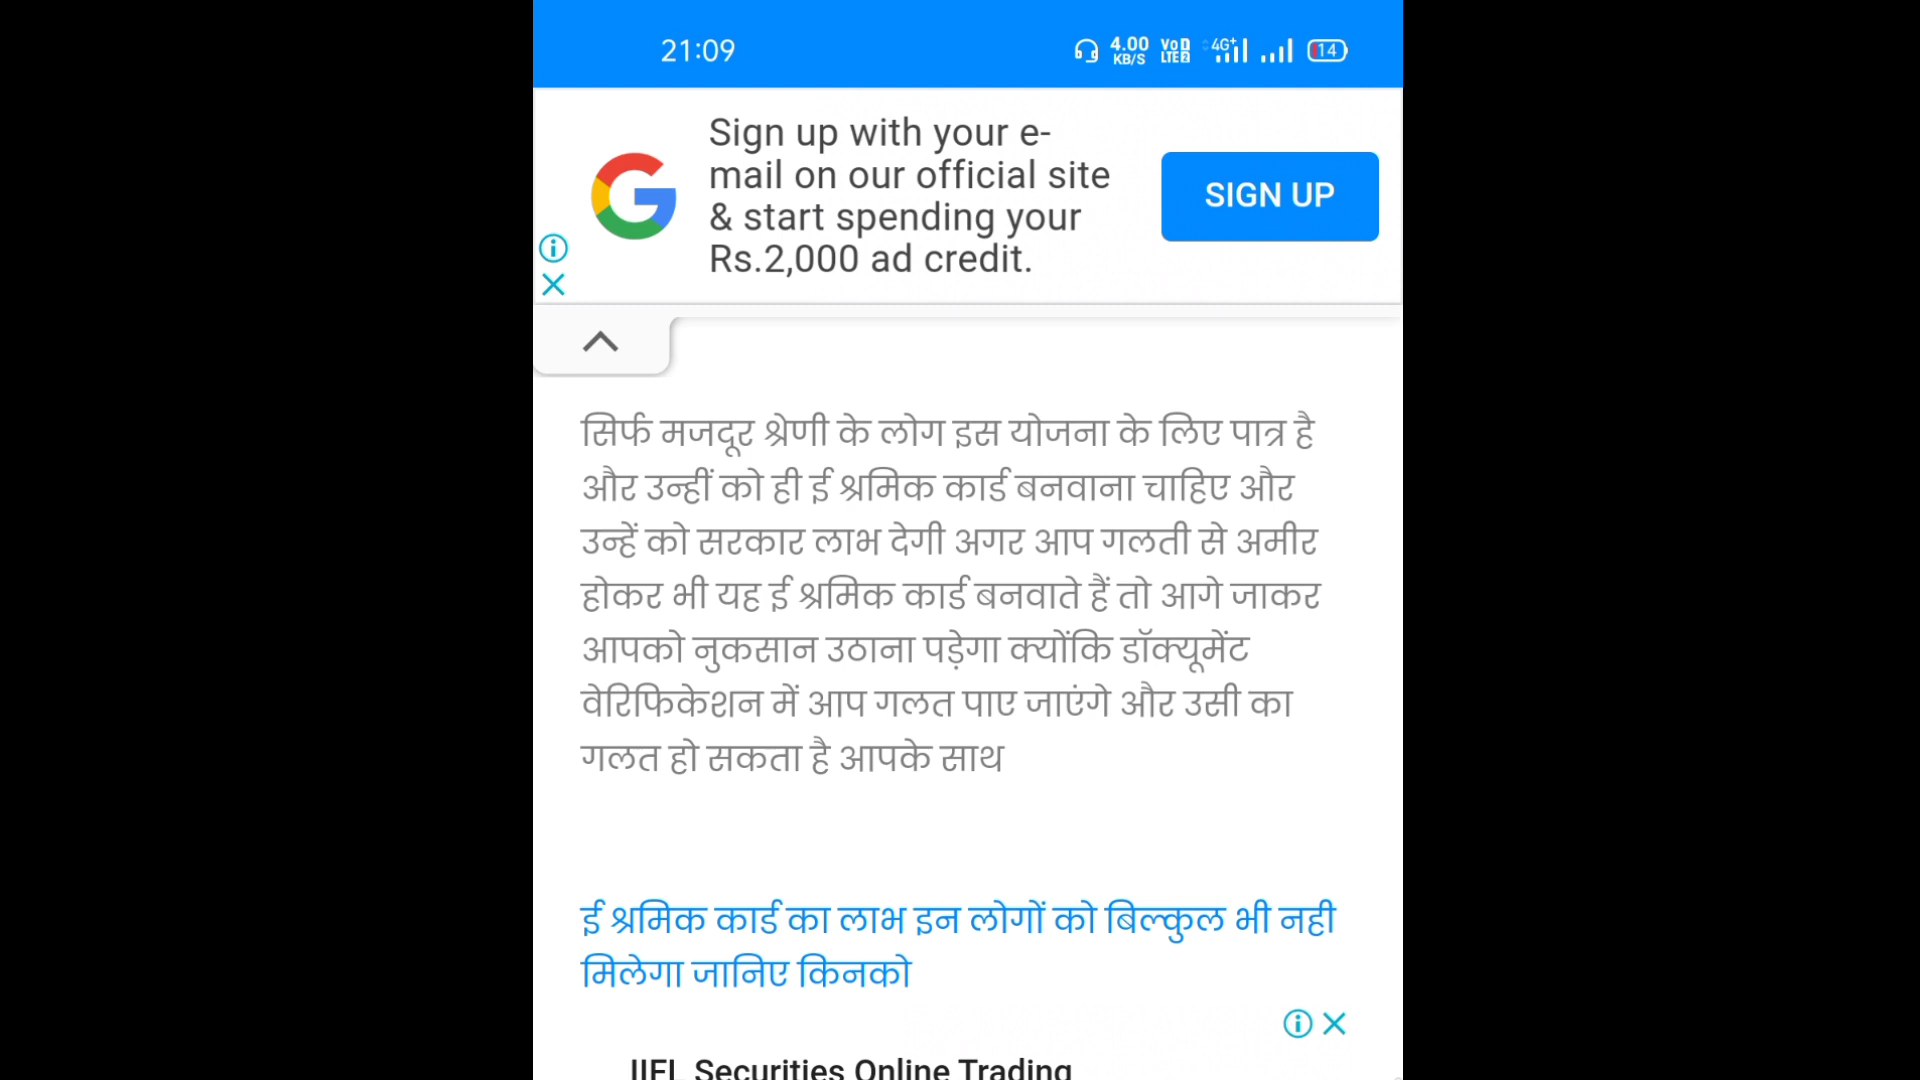 21:09
4.00 KB/S VoD LTE2 4G+ 14
Sign up with your e-
mail on our official site
& start spending your
Rs.2,000 ad credit.
SIGN UP
सिर्फ मजदूर श्रेणी के लोग इस योजना के लिए पात्र है
और उन्हीं को ही ई श्रमिक कार्ड बनवाना चाहिए और
उन्हें को सरकार लाभ देगी अगर आप गलती से अमीर
होकर भी यह ई श्रमिक कार्ड बनवाते हैं तो आगे जाकर
आपको नुकसान उठाना पड़ेगा क्योंकि डॉक्यूमेंट
वेरिफिकेशन में आप गलत पाए जाएंगे और उसी का
गलत हो सकता है आपके साथ
ई श्रमिक कार्ड का लाभ इन लोगों को बिल्कुल भी नही
मिलेगा जानिए किनको
IIFL Securities Online Trading